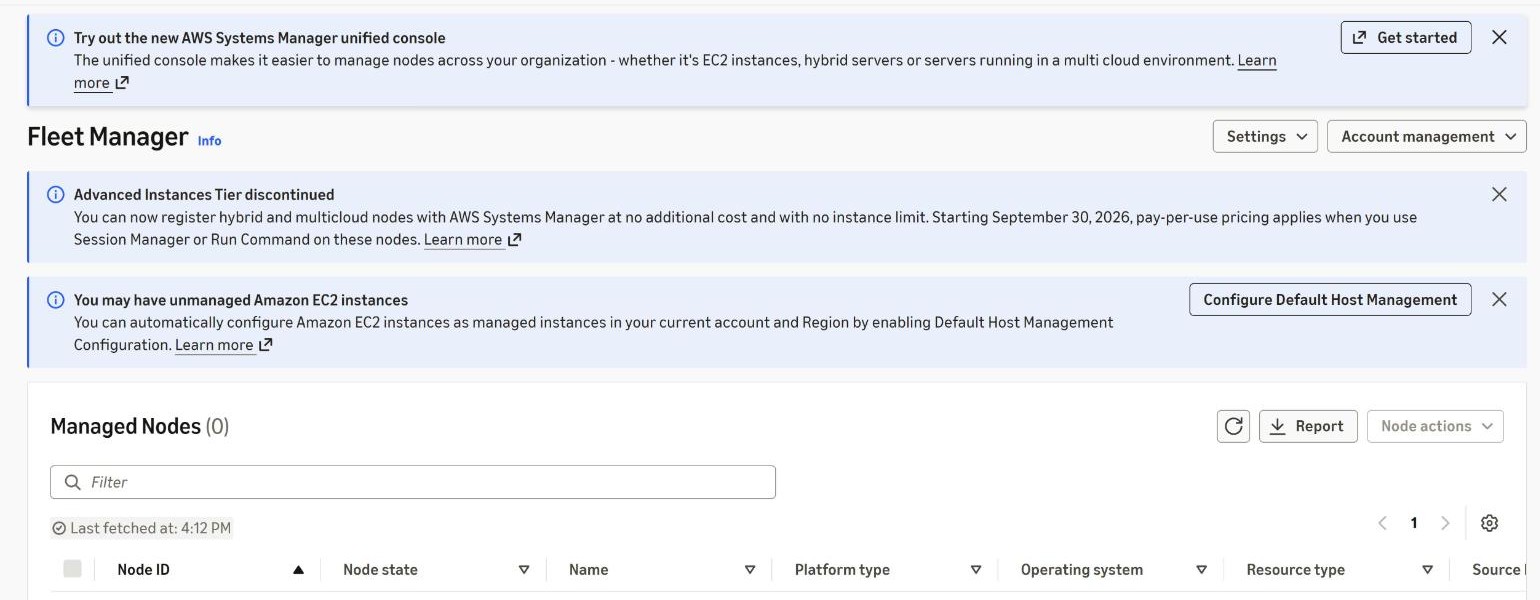 Try out the new AWS Systems Manager unified console
The unified console makes it easier to manage nodes across your organization - whether it's EC2 instances, hybrid servers or servers running in a multi cloud environment. Learn
more
Get started
Fleet Manager Info
Settings
Account management
Advanced Instances Tier discontinued
You can now register hybrid and multicloud nodes with AWS Systems Manager at no additional cost and with no instance limit. Starting September 30, 2026, pay-per-use pricing applies when you use
Session Manager or Run Command on these nodes. Learn more
You may have unmanaged Amazon EC2 instances
You can automatically configure Amazon EC2 instances as managed instances in your current account and Region by enabling Default Host Management
Configuration. Learn more
Configure Default Host Management
Managed Nodes (0)
Report
Node actions
Filter
Last fetched at: 4:12 PM
1
Node ID
Node state
Name
Platform type
Operating system
Resource type
Source